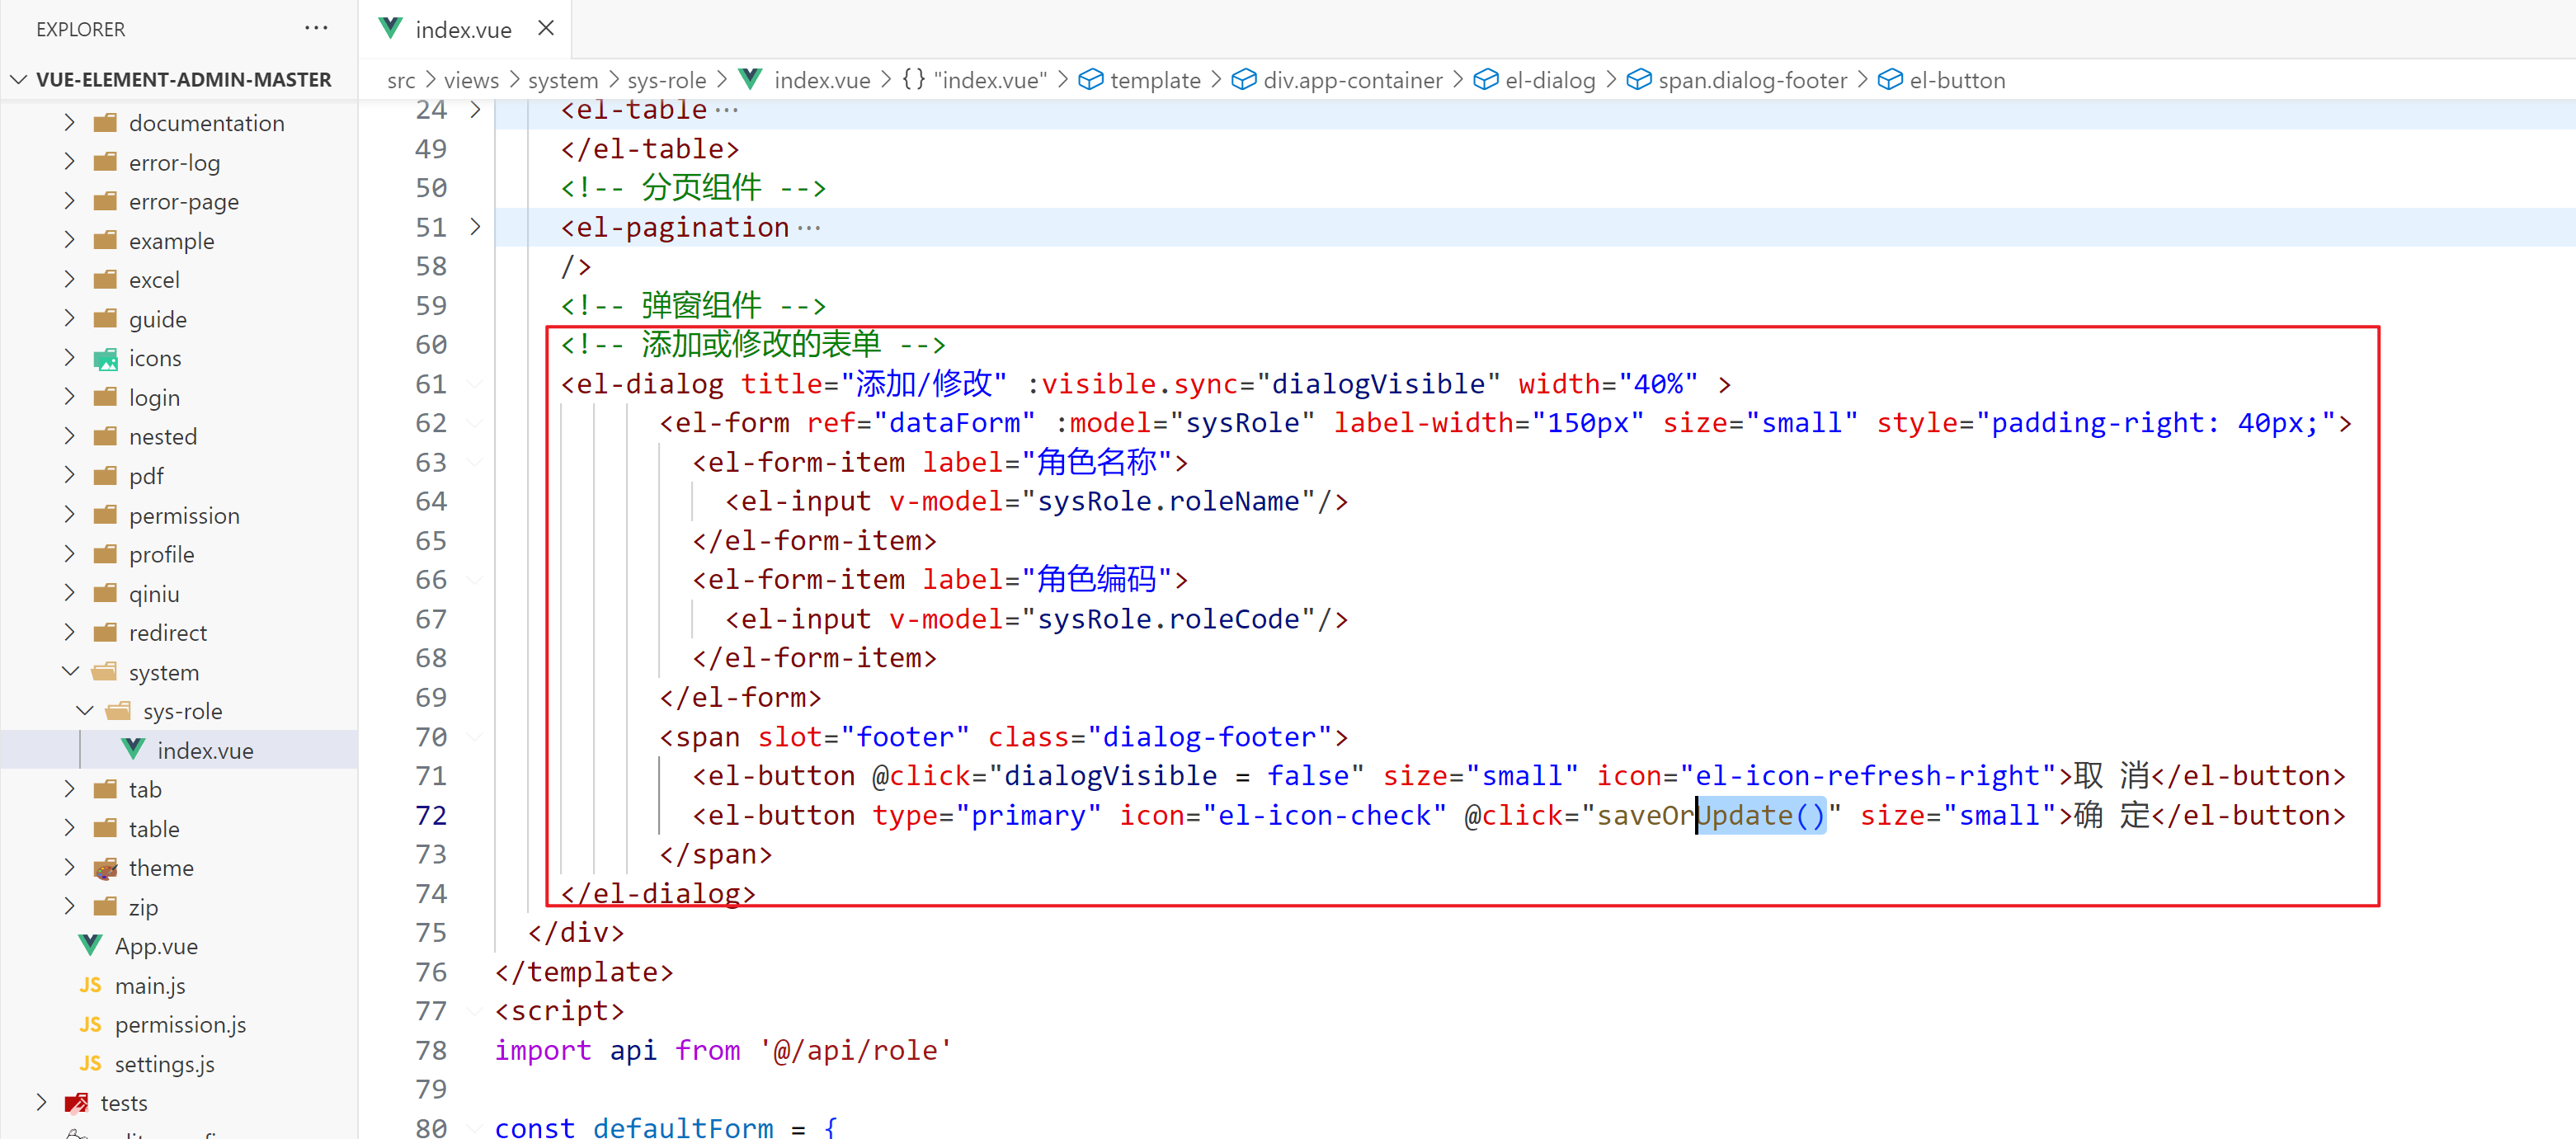 EXPLORER
VUE-ELEMENT-ADMIN-MASTER
documentation
error-log
error-page
example
excel
guide
icons
login
nested
pdf
permission
profile
qiniu
redirect
system
sys-role
index.vue
tab
table
theme
zip
App.vue
main.js
permission.js
settings.js
tests
index.vue
src > views > system > sys-role > index.vue > {} "index.vue" > template > div.app-container > el-dialog > span.dialog-footer > el-button
24 <el-table ...
49 </el-table>
50 <!-- 分页组件 -->
51 <el-pagination ...
58 />
59 <!-- 弹窗组件 -->
60 <!-- 添加或修改的表单 -->
61 <el-dialog title="添加/修改" :visible.sync="dialogVisible" width="40%" >
62 <el-form ref="dataForm" :model="sysRole" label-width="150px" size="small" style="padding-right: 40px;">
63 <el-form-item label="角色名称">
64 <el-input v-model="sysRole.roleName"/>
65 </el-form-item>
66 <el-form-item label="角色编码">
67 <el-input v-model="sysRole.roleCode"/>
68 </el-form-item>
69 </el-form>
70 <span slot="footer" class="dialog-footer">
71 <el-button @click="dialogVisible = false" size="small" icon="el-icon-refresh-right">取 消</el-button>
72 <el-button type="primary" icon="el-icon-check" @click="saveOrUpdate()" size="small">确 定</el-button>
73 </span>
74 </el-dialog>
75 </div>
76 </template>
77 <script>
78 import api from '@/api/role'
79
80 const defaultForm = {